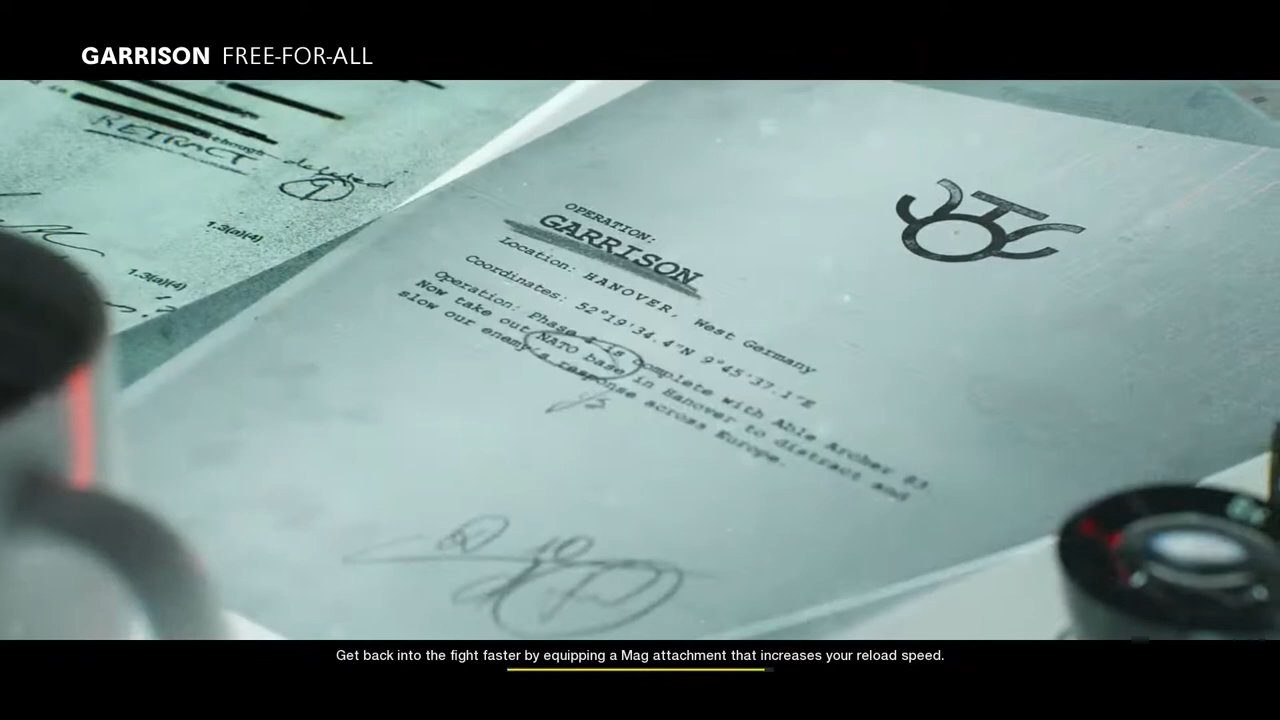 GARRISON FREE-FOR-ALL
RETRACT
through
deleted
1
1.3(a)(4)
1.3(a)(4)
OPERATION:
GARRISON
Location: HANOVER, West Germany
Coordinates: 52°19'34.4"N 9°45'37.1"E
Operation: Phase 1 is complete with Able Archer 83.
Now take out NATO base in Hanover to distract and
slow our enemy's response across Europe.
Get back into the fight faster by equipping a Mag attachment that increases your reload speed.